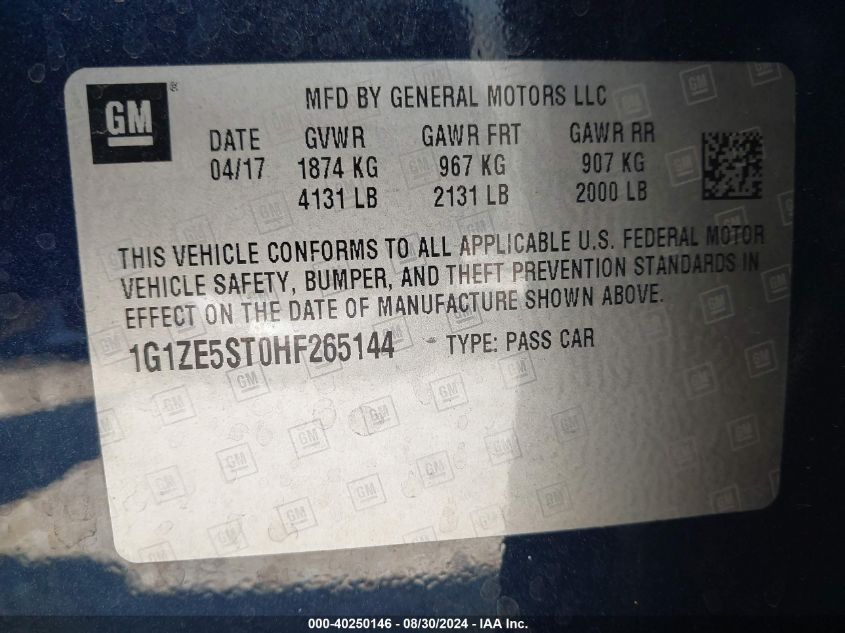 GM ® MFD BY GENERAL MOTORS LLC
DATE GVWR GAWR FRT GAWR RR
04/17 1874 KG 967 KG 907 KG
4131 LB 2131 LB 2000 LB
THIS VEHICLE CONFORMS TO ALL APPLICABLE U.S. FEDERAL MOTOR
VEHICLE SAFETY, BUMPER, AND THEFT PREVENTION STANDARDS IN
EFFECT ON THE DATE OF MANUFACTURE SHOWN ABOVE.
1G1ZE5ST0HF265144 TYPE: PASS CAR
000-40250146 - 08/30/2024 - IAA Inc.